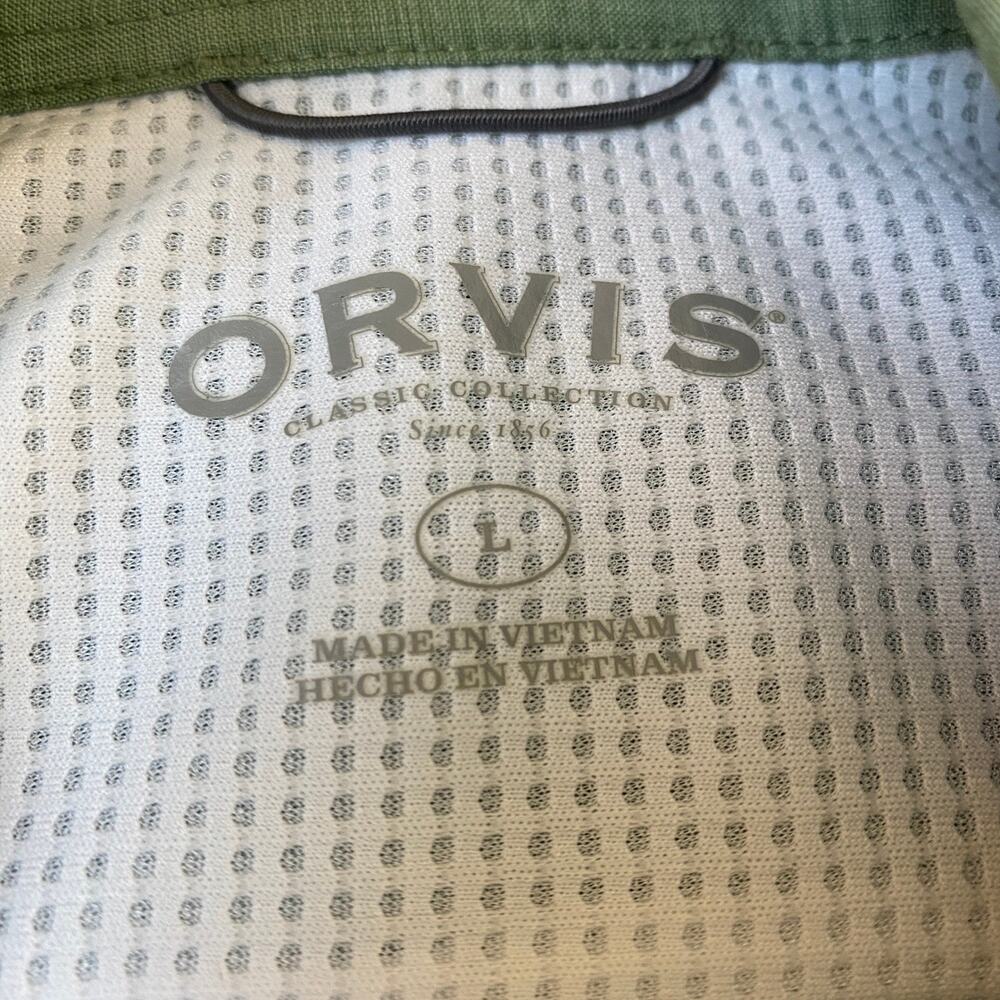 ORVIS®
CLASSIC COLLECTION
Since 1856
L
MADE IN VIETNAM
HECHO EN VIETNAM